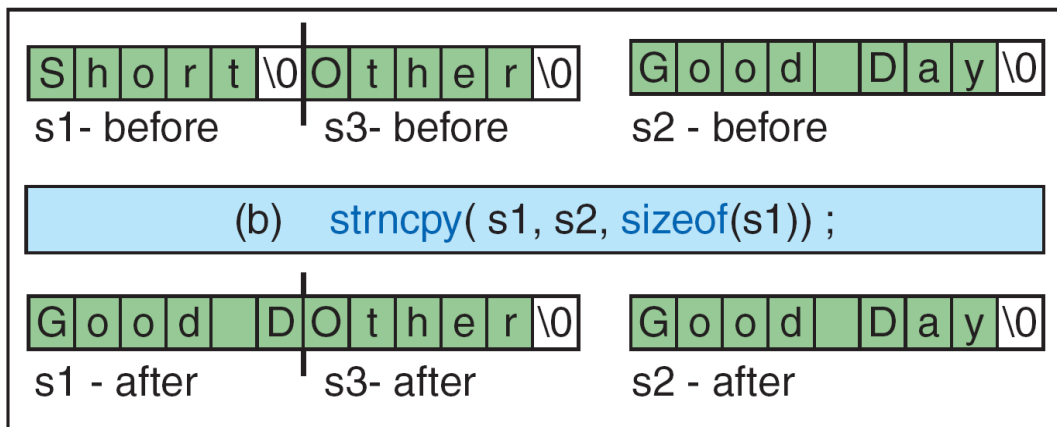 S h o r t \0 O t h e r \0 G o o d D a y \0
s1- before s3- before s2 - before
(b) strncpy( s1, s2, sizeof(s1)) ;
G o o d D O t h e r \0 G o o d D a y \0
s1 - after s3- after s2 - after